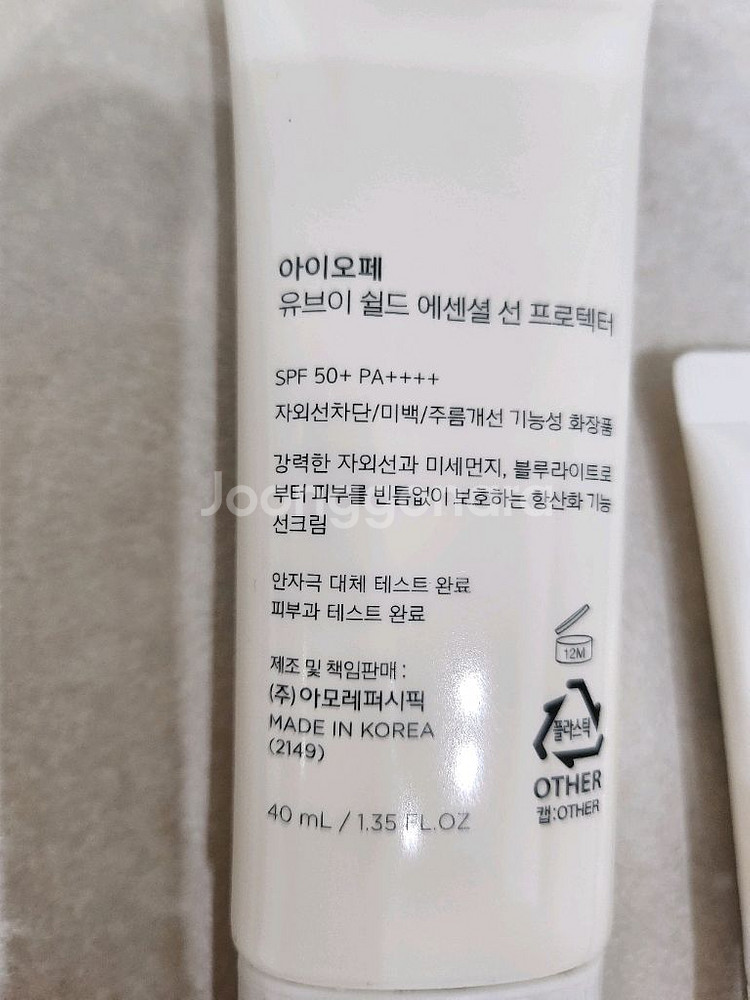 아이오페
유브이 쉴드 에센셜 선 프로텍터
SPF 50+ PA++++
자외선차단/미백/주름개선 기능성 화장품
강력한 자외선과 미세먼지, 블루라이트로
부터 피부를 빈틈없이 보호하는 항산화 기능
선크림
Joonggonara
안자극 대체 테스트 완료
피부과 테스트 완료
제조 및 책임판매 :
(주)아모레퍼시픽
MADE IN KOREA
(2149)
40 mL / 1.35 FL.OZ
12M
플라스틱
OTHER
캡:OTHER